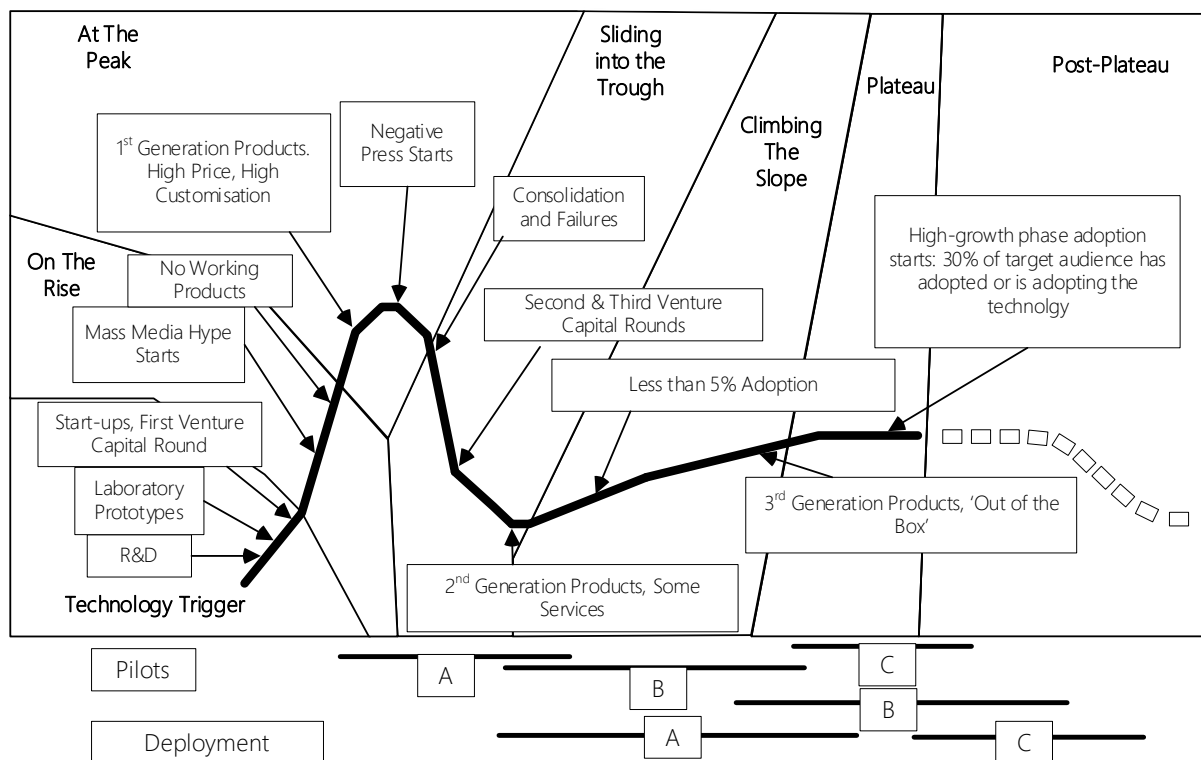 At The
Peak
Sliding
into the
Trough
Plateau
Post-Plateau
Climbing
The
Slope
On The
Rise
1st Generation Products.
High Price, High
Customisation
Negative
Press Starts
Consolidation
and Failures
High-growth phase adoption
starts: 30% of target audience has
adopted or is adopting the
technolgy
No Working
Products
Mass Media Hype
Starts
Second & Third Venture
Capital Rounds
Less than 5% Adoption
Start-ups, First Venture
Capital Round
Laboratory
Prototypes
R&D
3rd Generation Products, ‘Out of the
Box’
2nd Generation Products, Some
Services
Technology Trigger
Pilots
A
B
C
Deployment
A
B
C